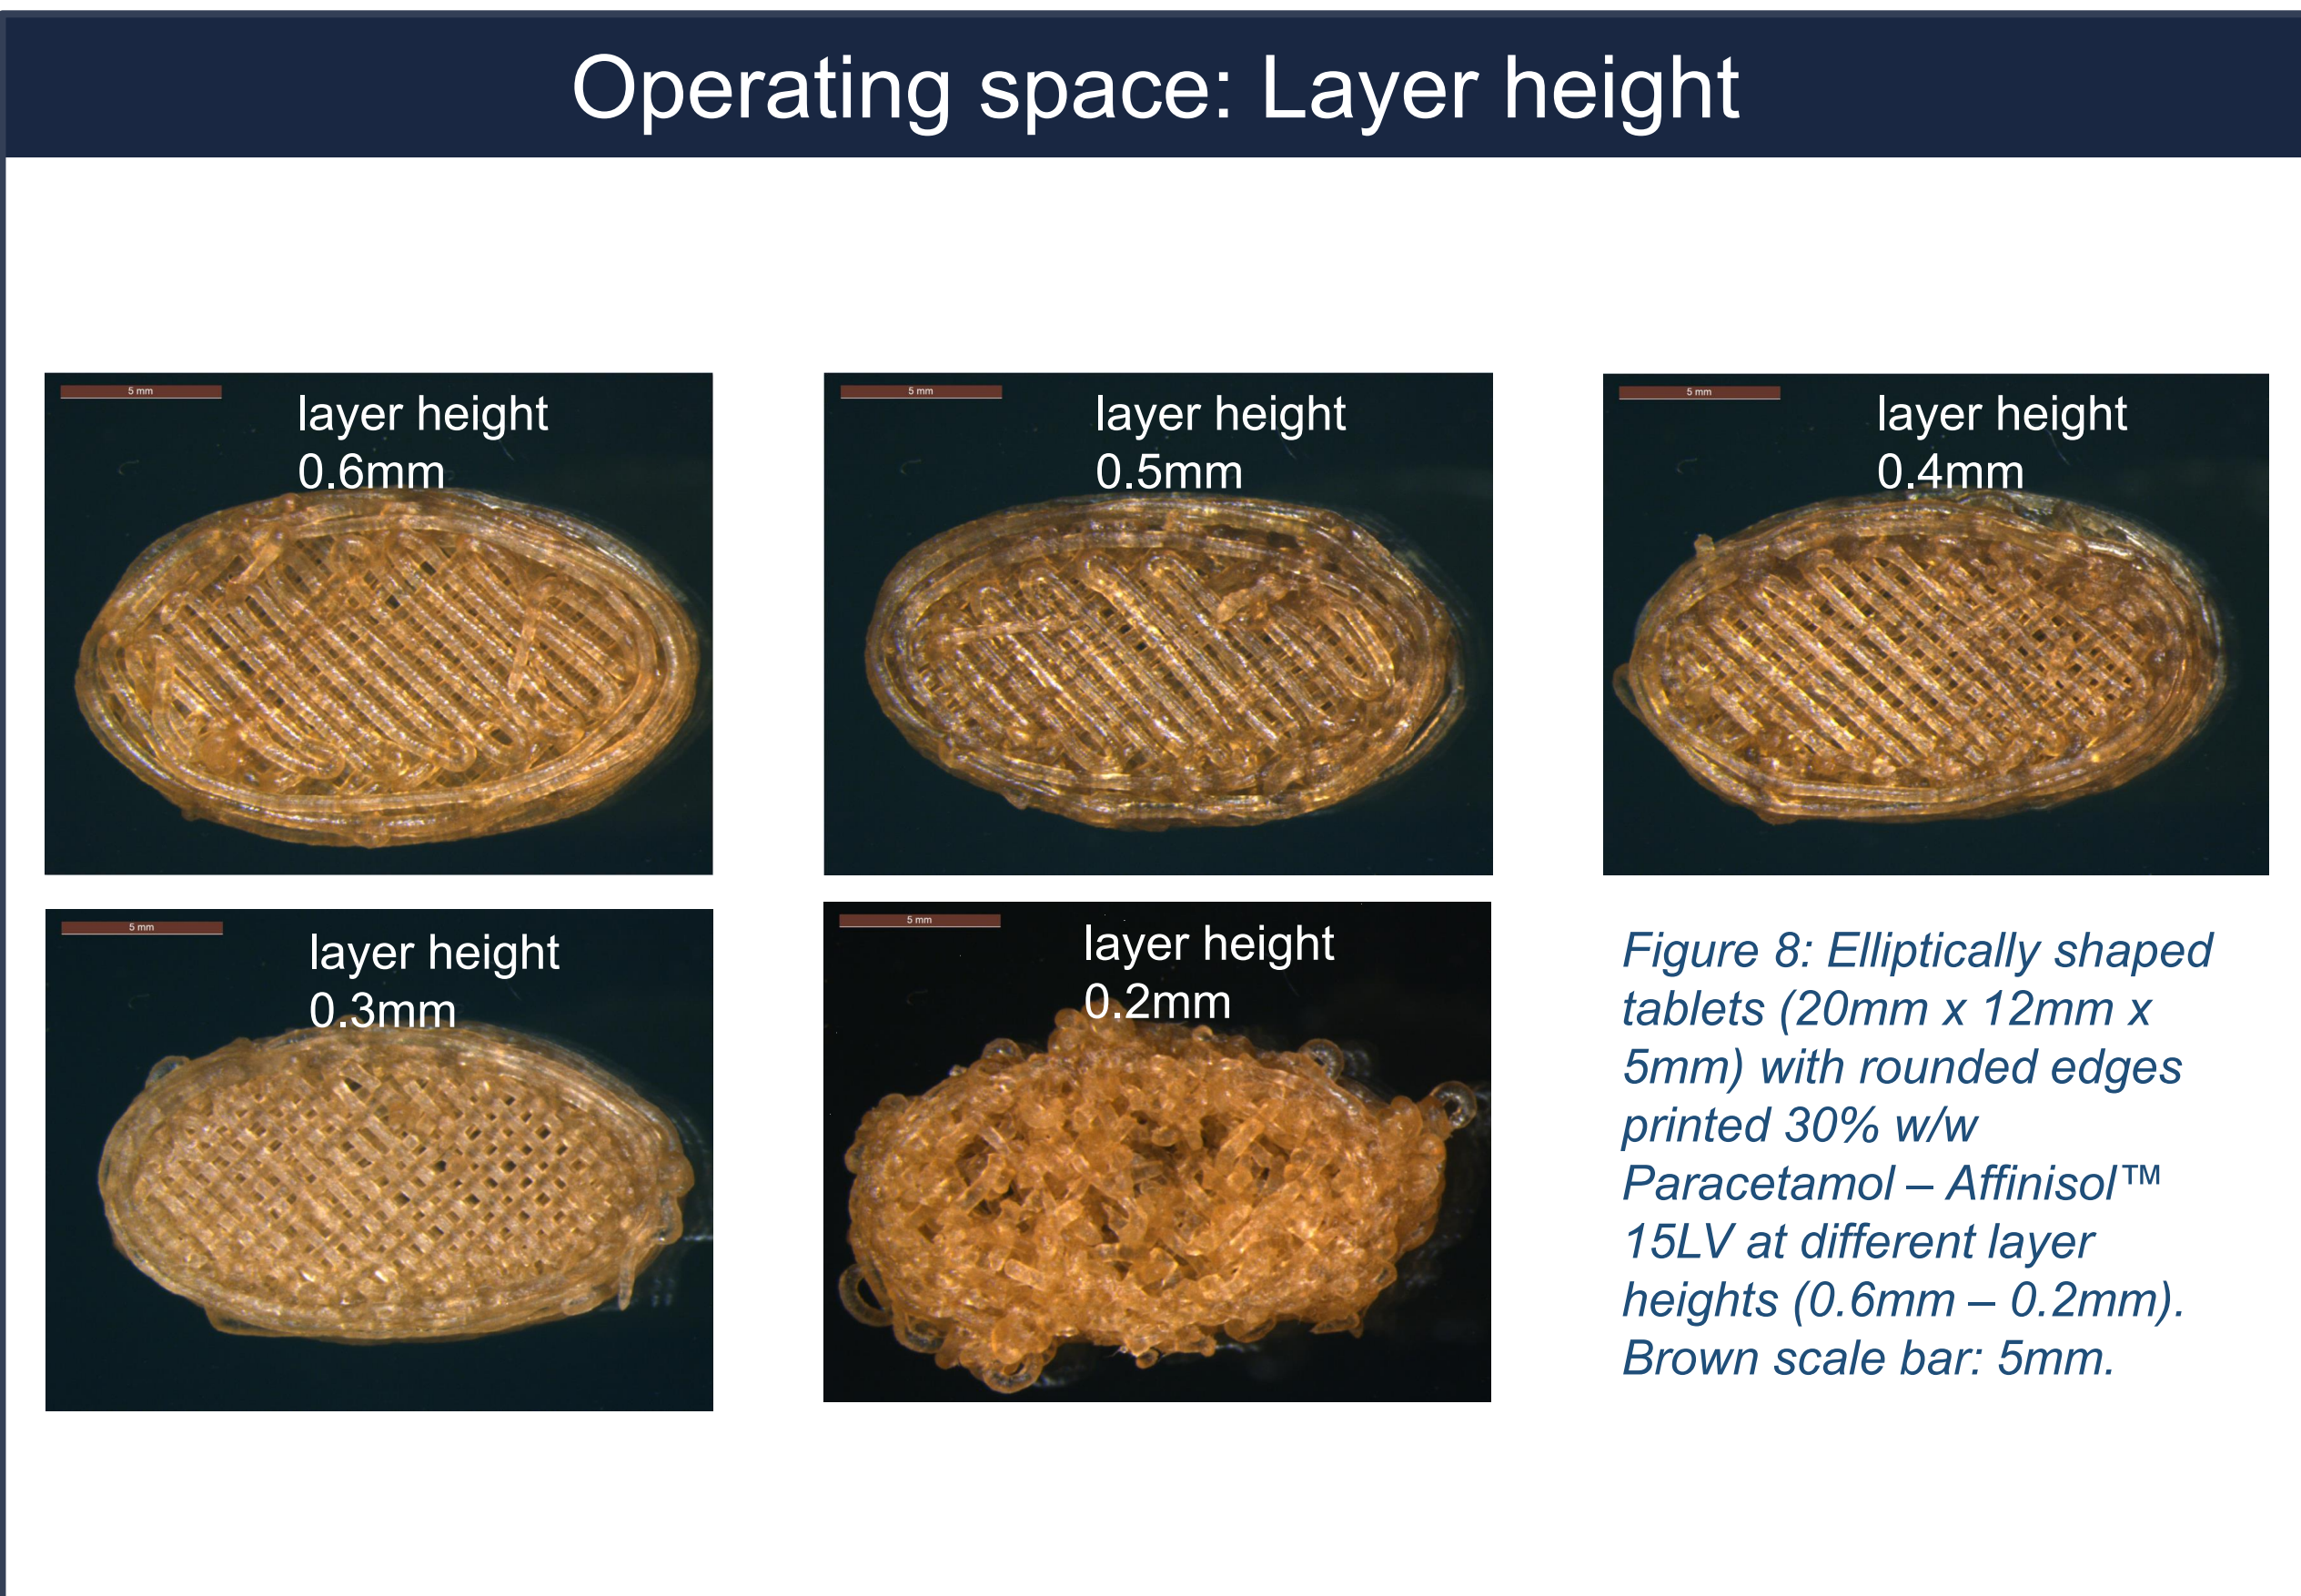 Operating space: Layer height
5 mm
layer height
0.6mm
5 mm
layer height
0.5mm
5 mm
layer height
0.4mm
5 mm
layer height
0.3mm
5 mm
layer height
0.2mm
Figure 8: Elliptically shaped
tablets (20mm x 12mm x
5mm) with rounded edges
printed 30% w/w
Paracetamol – Affinisol™
15LV at different layer
heights (0.6mm – 0.2mm).
Brown scale bar: 5mm.